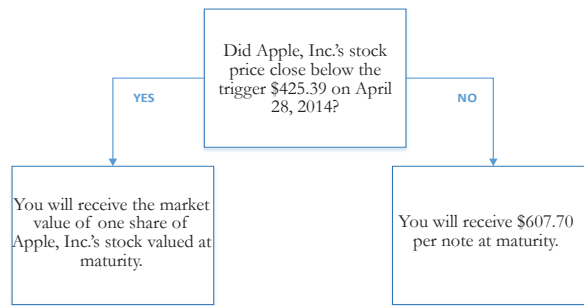 Did Apple, Inc.'s stock
price close below the
trigger $425.39 on April
28, 2014?
YES
NO
You will receive the market
value of one share of
Apple, Inc.'s stock valued at
maturity.
You will receive $607.70
per note at maturity.